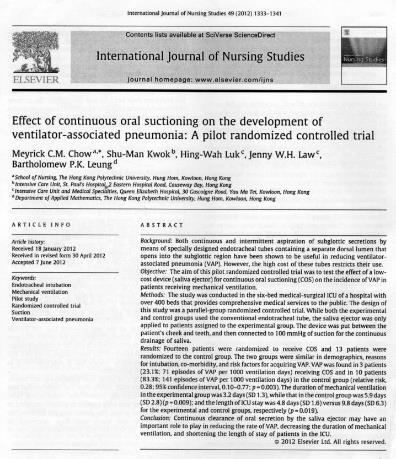 International Journal of Nursing Studies 49 (2012) 1333–1341
Contents lists available at SciVerse ScienceDirect
International Journal of Nursing Studies
journal homepage: www.elsevier.com/ijns
ELSEVIER
Nursing Studies
Effect of continuous oral suctioning on the development of
ventilator-associated pneumonia: A pilot randomized controlled trial
Meyrick C.M. Chow a,*, Shu-Man Kwok b, Hing-Wah Luk c, Jenny W.H. Law c,
Bartholomew P.K. Leung d
a School of Nursing, The Hong Kong Polytechnic University, Hung Hom, Kowloon, Hong Kong
b Intensive Care Unit, St. Paul's Hospital, 2 Eastern Hospital Road, Causeway Bay, Hong Kong
c Intensive Care Unit and Medical Specialties, Queen Elizabeth Hospital, 30 Gascoigne Road, Yau Ma Tei, Kowloon, Hong Kong
d Department of Applied Mathematics, The Hong Kong Polytechnic University, Hung Hom, Kowloon, Hong Kong
ARTICLE INFO
Article history:
Received 18 January 2012
Received in revised form 30 April 2012
Accepted 7 June 2012
Keywords:
Endotracheal intubation
Mechanical ventilation
Pilot study
Randomized controlled trial
Suction
Ventilator-associated pneumonia
ABSTRACT
Background: Both continuous and intermittent aspiration of subglottic secretions by
means of specially designed endotracheal tubes containing a separate dorsal lumen that
opens into the subglottic region have been shown to be useful in reducing ventilator-
associated pneumonia (VAP). However, the high cost of these tubes restricts their use.
Objective: The aim of this pilot randomized controlled trial was to test the effect of a low-
cost device (saliva ejector) for continuous oral suctioning (COS) on the incidence of VAP in
patients receiving mechanical ventilation.
Methods: The study was conducted in the six-bed medical-surgical ICU of a hospital with
over 400 beds that provides comprehensive medical services to the public. The design of
this study was a parallel-group randomized controlled trial. While both the experimental
and control groups used the conventional endotracheal tube, the saliva ejector was only
applied to patients assigned to the experimental group. The device was put between the
patient's cheek and teeth, and then connected to 100 mmHg of suction for the continuous
drainage of saliva.
Results: Fourteen patients were randomized to receive COS and 13 patients were
randomized to the control group. The two groups were similar in demographics, reasons
for intubation, co-morbidity, and risk factors for acquiring VAP. VAP was found in 3 patients
(23.1%; 71 episodes of VAP per 1000 ventilation days) receiving COS and in 10 patients
(83.3%; 141 episodes of VAP per 1000 ventilation days) in the control group (relative risk,
0.28; 95% confidence interval, 0.10–0.77; p = 0.003). The duration of mechanical ventilation
in the experimental group was 3.2 days (SD 1.3), while that in the control group was 5.9 days
(SD 2.8) (p = 0.009); and the length of ICU stay was 4.8 days (SD 1.6) versus 9.8 days (SD 6.3)
for the experimental and control groups, respectively (p = 0.019).
Conclusion: Continuous clearance of oral secretion by the saliva ejector may have an
important role to play in reducing the rate of VAP, decreasing the duration of mechanical
ventilation, and shortening the length of stay of patients in the ICU.
© 2012 Elsevier Ltd. All rights reserved.